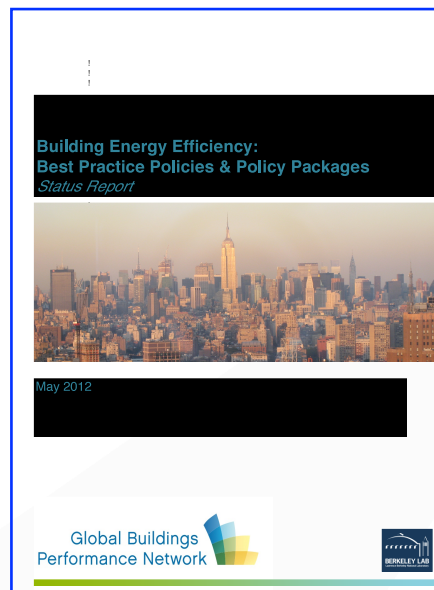 !
!
!
Building Energy Efficiency:
Best Practice Policies & Policy Packages
Status Report
May 2012
Global Buildings
Performance Network
BERKELEY LAB